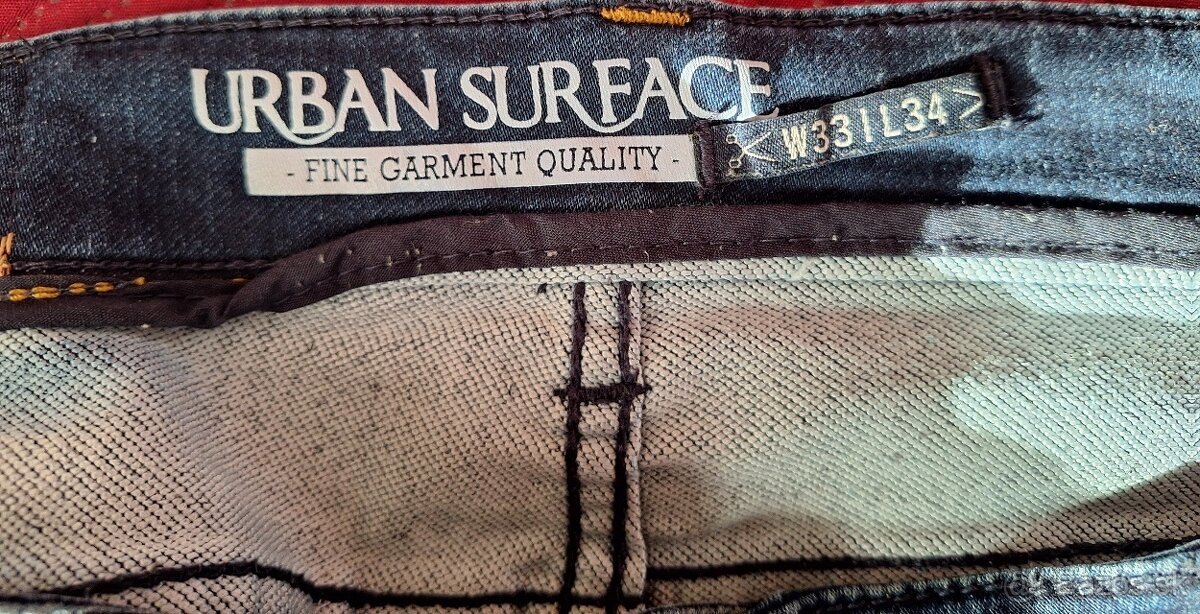 URBAN SURFACE
- FINE GARMENT QUALITY -
W33|L34